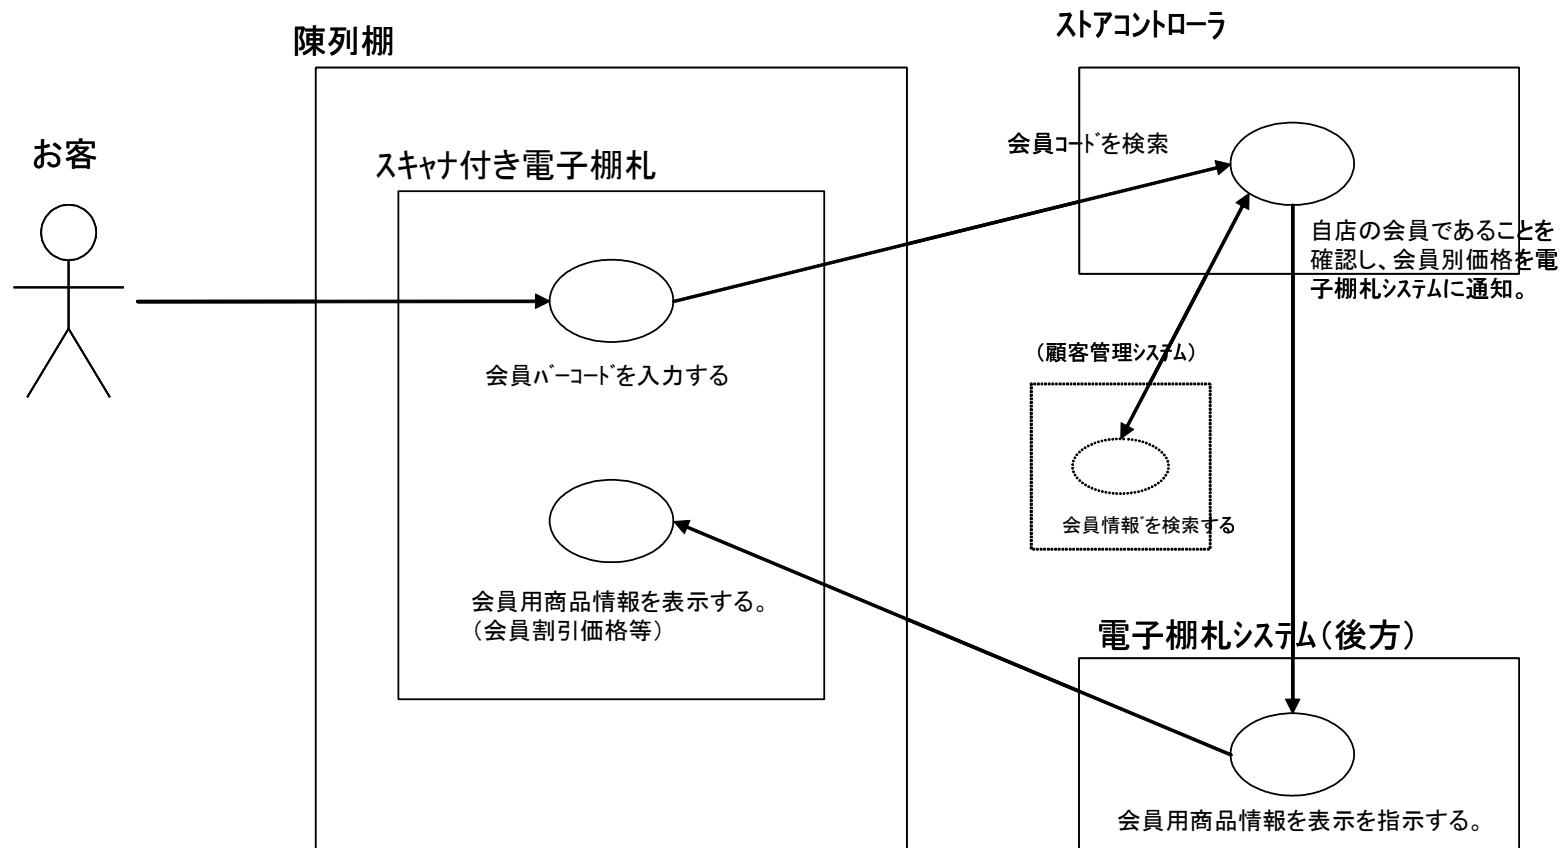 陳列棚
ストアコントローラ
お客
スキャナ付き電子棚札
会員コードを検索
自店の会員であることを
確認し、会員別価格を電
子棚札システムに通知。
会員バーコードを入力する
（顧客管理システム）
会員情報゛を検索する
会員用商品情報を表示する。
（会員割引価格等）
電子棚札システム（後方）
会員用商品情報を表示を指示する。